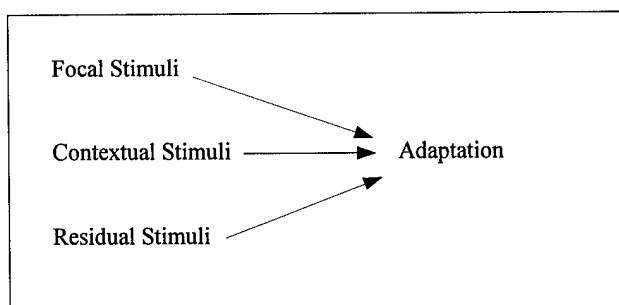 Focal Stimuli
Contextual Stimuli
Adaptation
Residual Stimuli